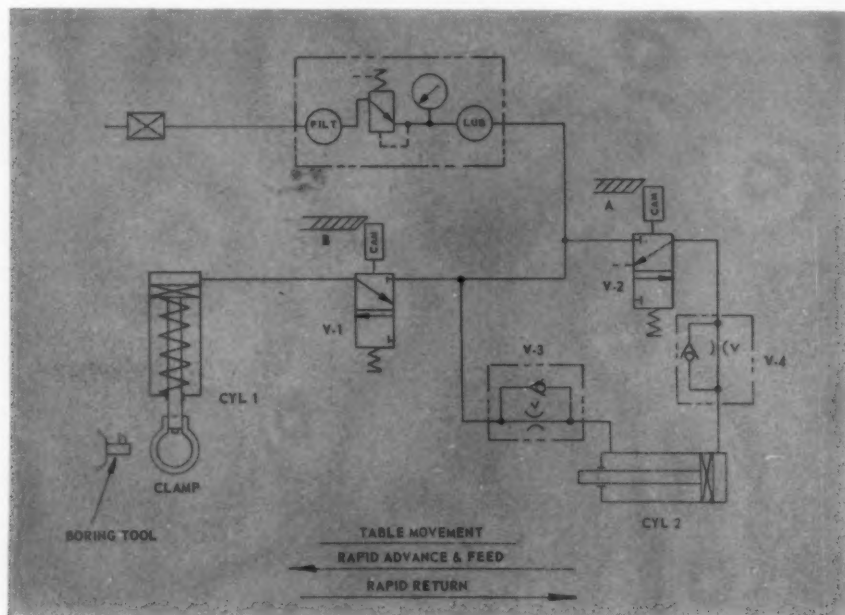 FILT
LUB
A
CAM
B
CAM
V-2
V-1
V-3
V-4
CYL 1
CLAMP
CYL 2
BORING TOOL
TABLE MOVEMENT
RAPID ADVANCE & FEED
RAPID RETURN